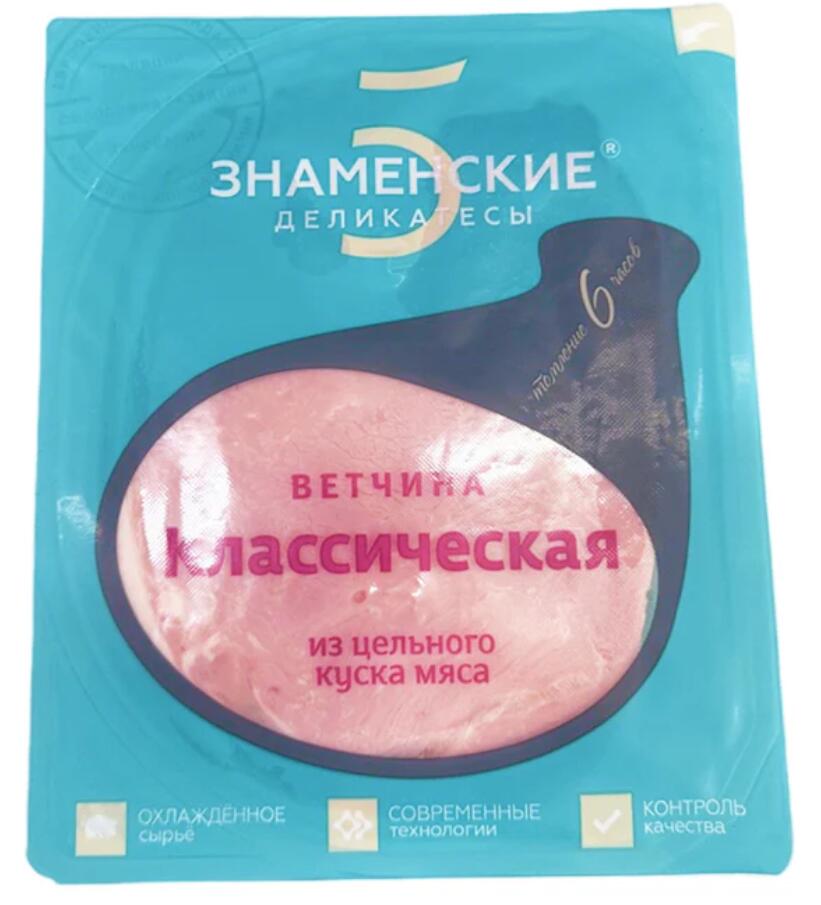 ЗНАМЕНСКИЕ®
ДЕЛИКАТЕСЫ
томление 6 часов
ВЕТЧИНА
классическая
из цельного
куска мяса
ОХЛАЖДЁННОЕ
сырьё
СОВРЕМЕННЫЕ
технологии
КОНТРОЛЬ
качества